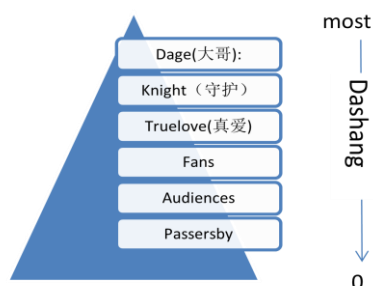 most
Dage(大哥):
Knight（守护）
Truelove(真爱)
Fans
Audiences
Passersby
Dashang
0